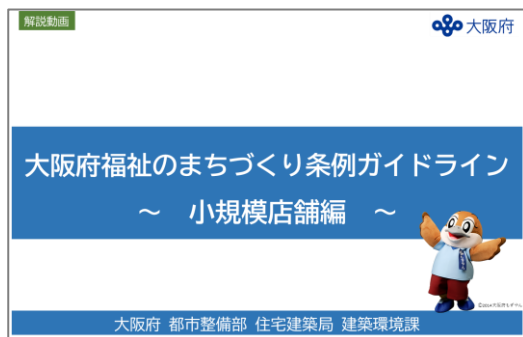 解説動画
大阪府
大阪府福祉のまちづくり条例ガイドライン
～ 小規模店舗編 ～
大阪府 都市整備部 住宅建築局 建築環境課